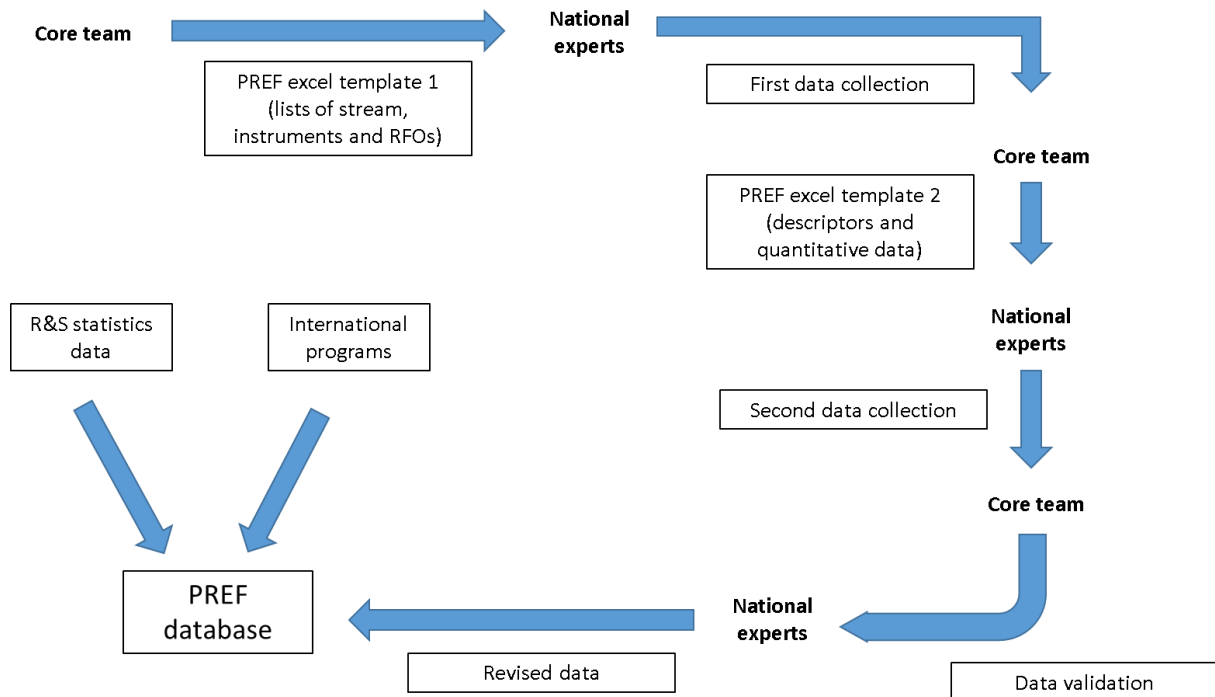 Core team
National
experts
PREF excel template 1
(lists of stream,
instruments and RFOs)
First data collection
Core team
PREF excel template 2
(descriptors and
quantitative data)
National
experts
R&S statistics
data
International
programs
Second data collection
Core team
PREF
database
National
experts
Revised data
Data validation